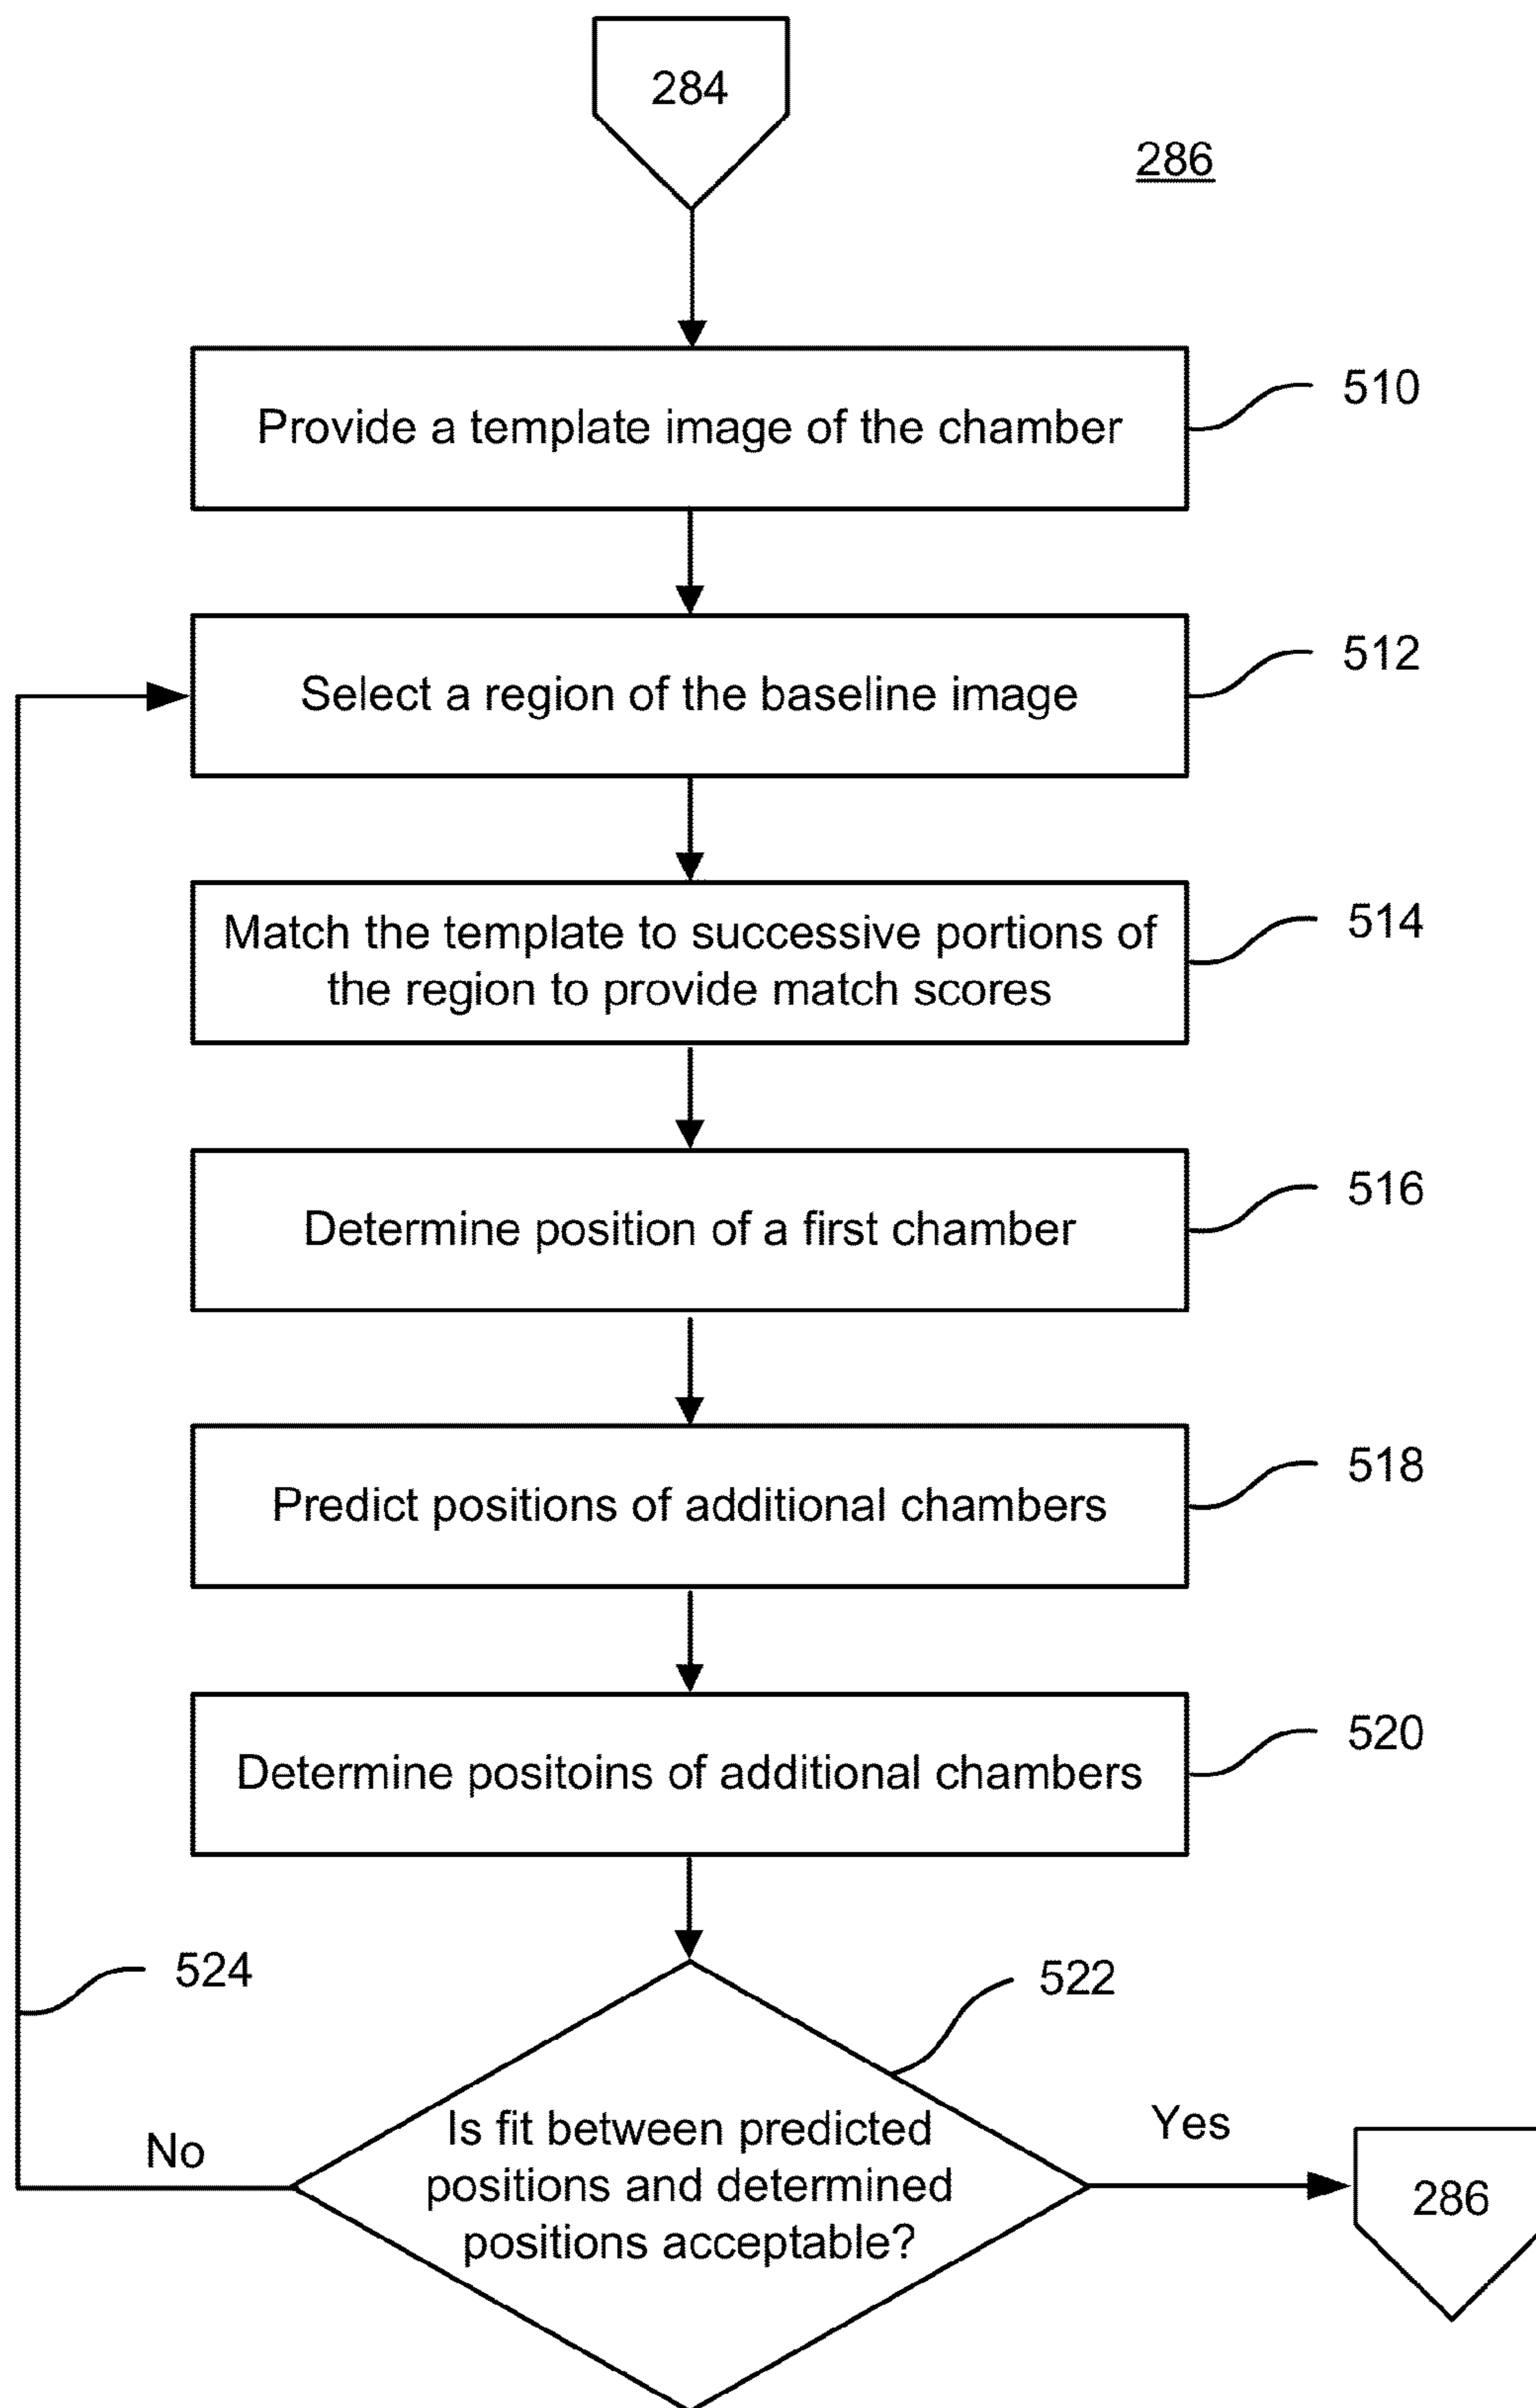 284
286
Provide a template image of the chamber
510
Select a region of the baseline image
512
Match the template to successive portions of
the region to provide match scores
514
Determine position of a first chamber
516
Predict positions of additional chambers
518
Determine positoins of additional chambers
520
524
522
Is fit between predicted
positions and determined
positions acceptable?
No
Yes
286